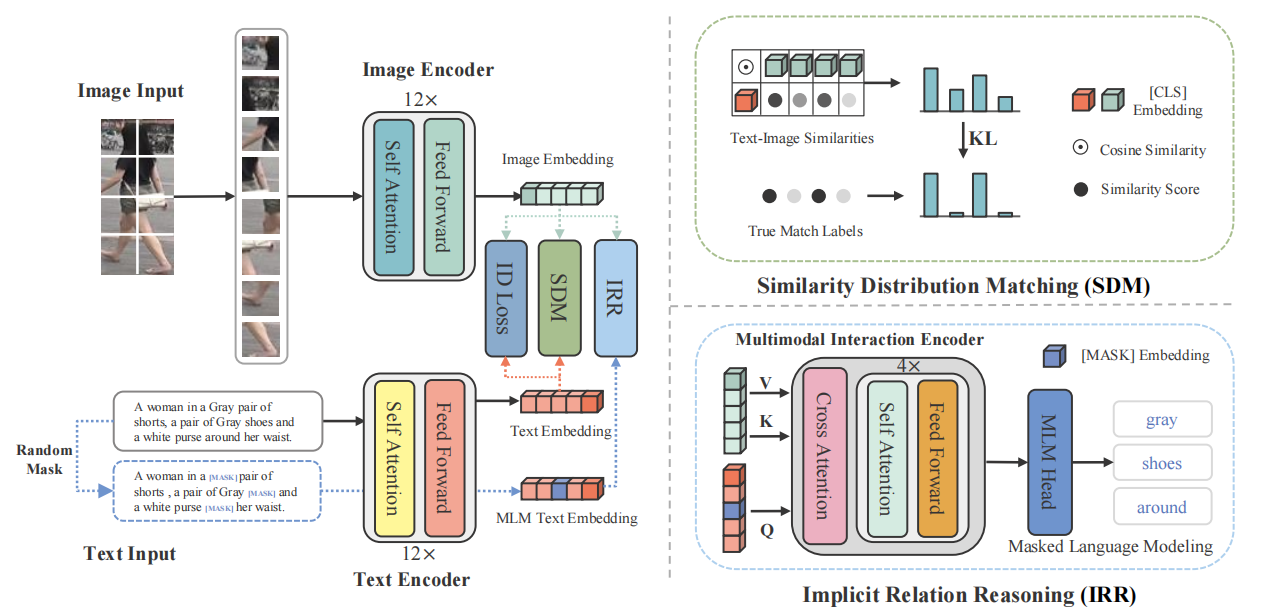 Image Input
Image Encoder
12×
Self Attention
Feed Forward
Image Embedding
ID Loss
SDM
IRR
A woman in a Gray pair of
shorts, a pair of Gray shoes and
a white purse around her waist.
Random
Mask
A woman in a [MASK] pair of
shorts , a pair of Gray [MASK] and
a white purse [MASK] her waist.
Text Input
Self Attention
Feed Forward
12×
Text Encoder
Text Embedding
MLM Text Embedding
Text-Image Similarities
KL
True Match Labels
[CLS]
Embedding
Cosine Similarity
Similarity Score
Similarity Distribution Matching (SDM)
Multimodal Interaction Encoder
[MASK] Embedding
V
K
Q
Cross Attention
4×
Self Attention
Feed Forward
MLM Head
gray
shoes
around
Masked Language Modeling
Implicit Relation Reasoning (IRR)